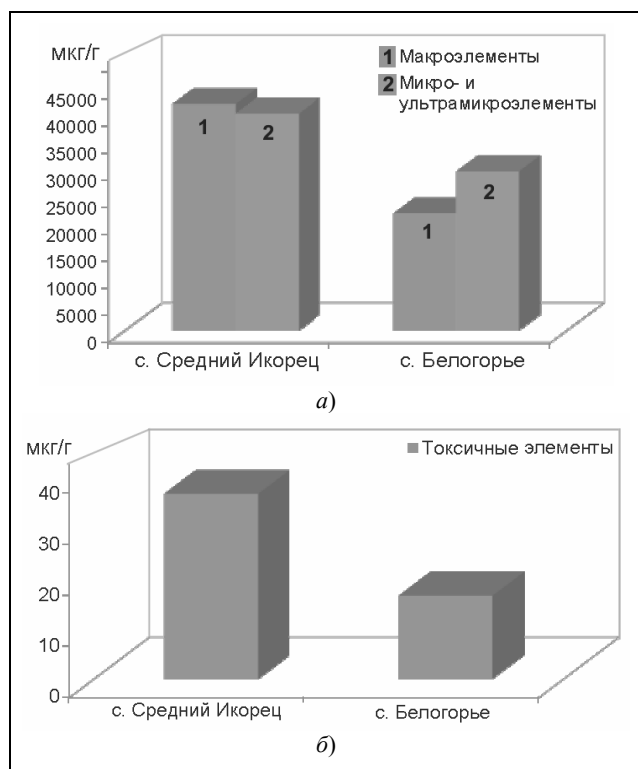 мкг/г
1 Макроэлементы
2 Микро- и
ультрамикроэлементы
45000
40000
35000
30000
25000
20000
15000
10000
5000
0
1
2
1
2
с. Средний Икорец
с. Белогорье
а)
мкг/г
Токсичные элементы
40
30
20
10
0
с. Средний Икорец
с. Белогорье
б)